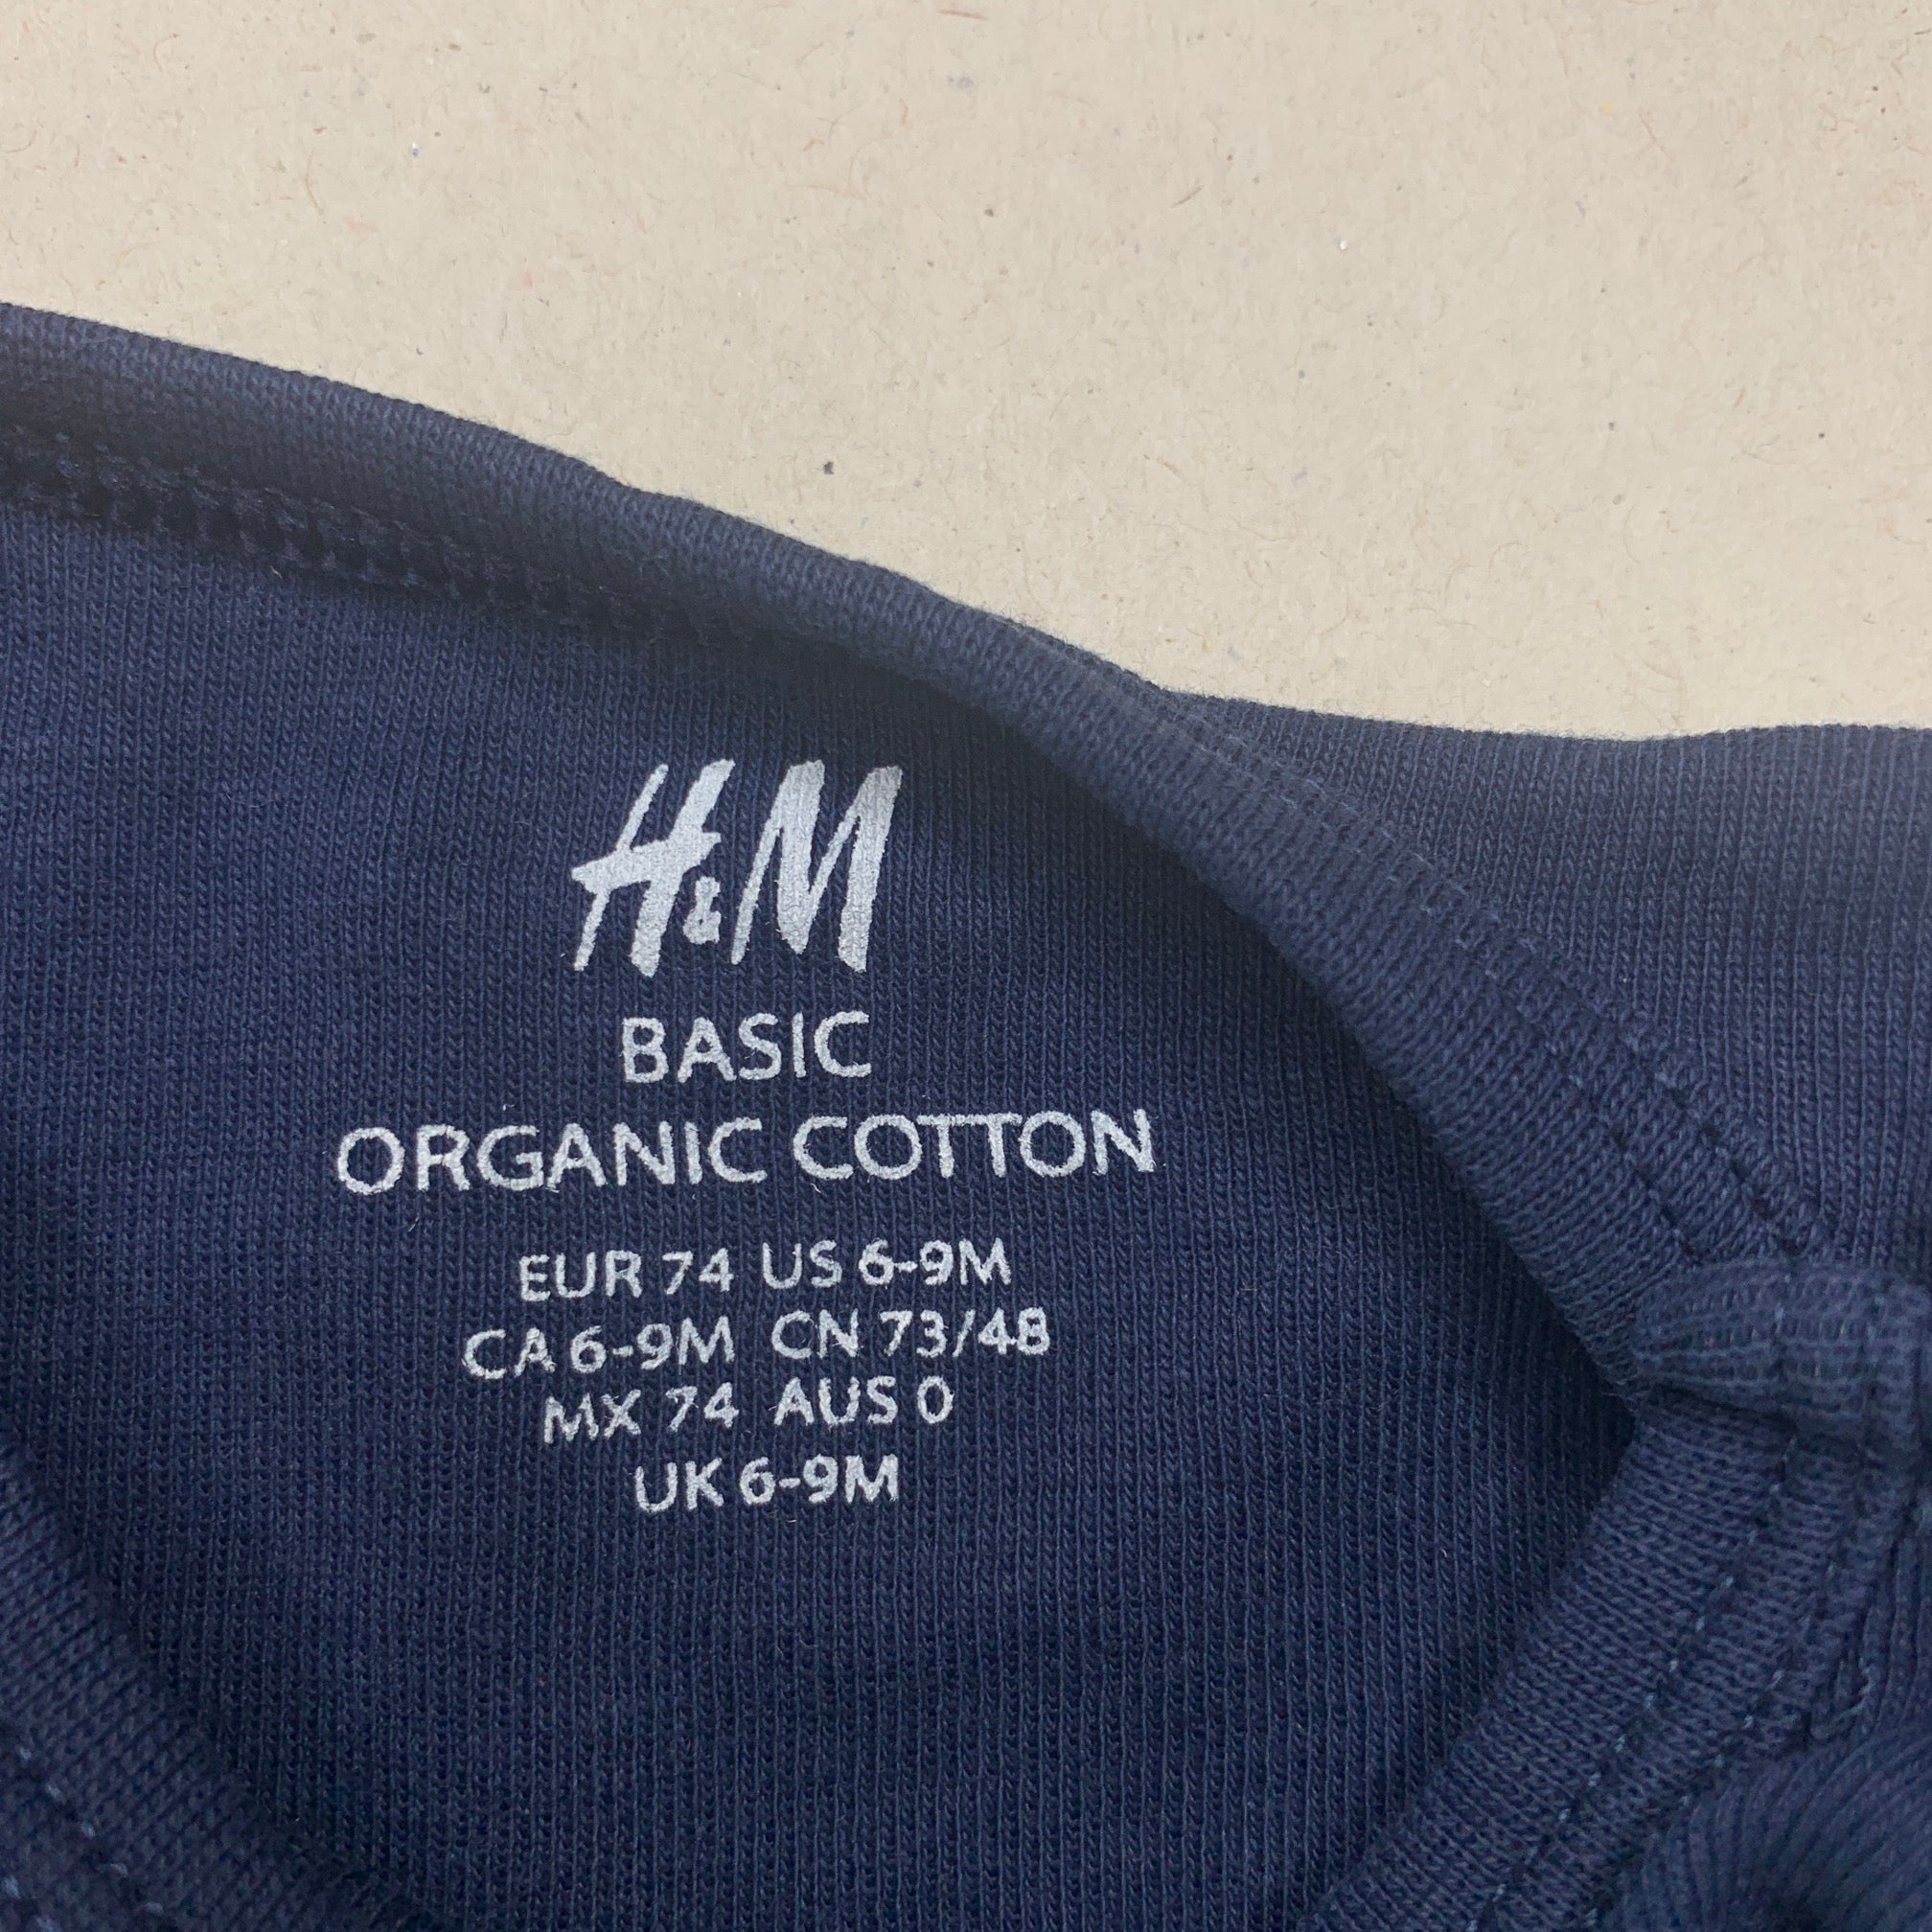 H&M
BASIC
ORGANIC COTTON
EUR 74 US 6-9M
CA 6-9M CN 73/48
MX 74 AUS 0
UK 6-9M